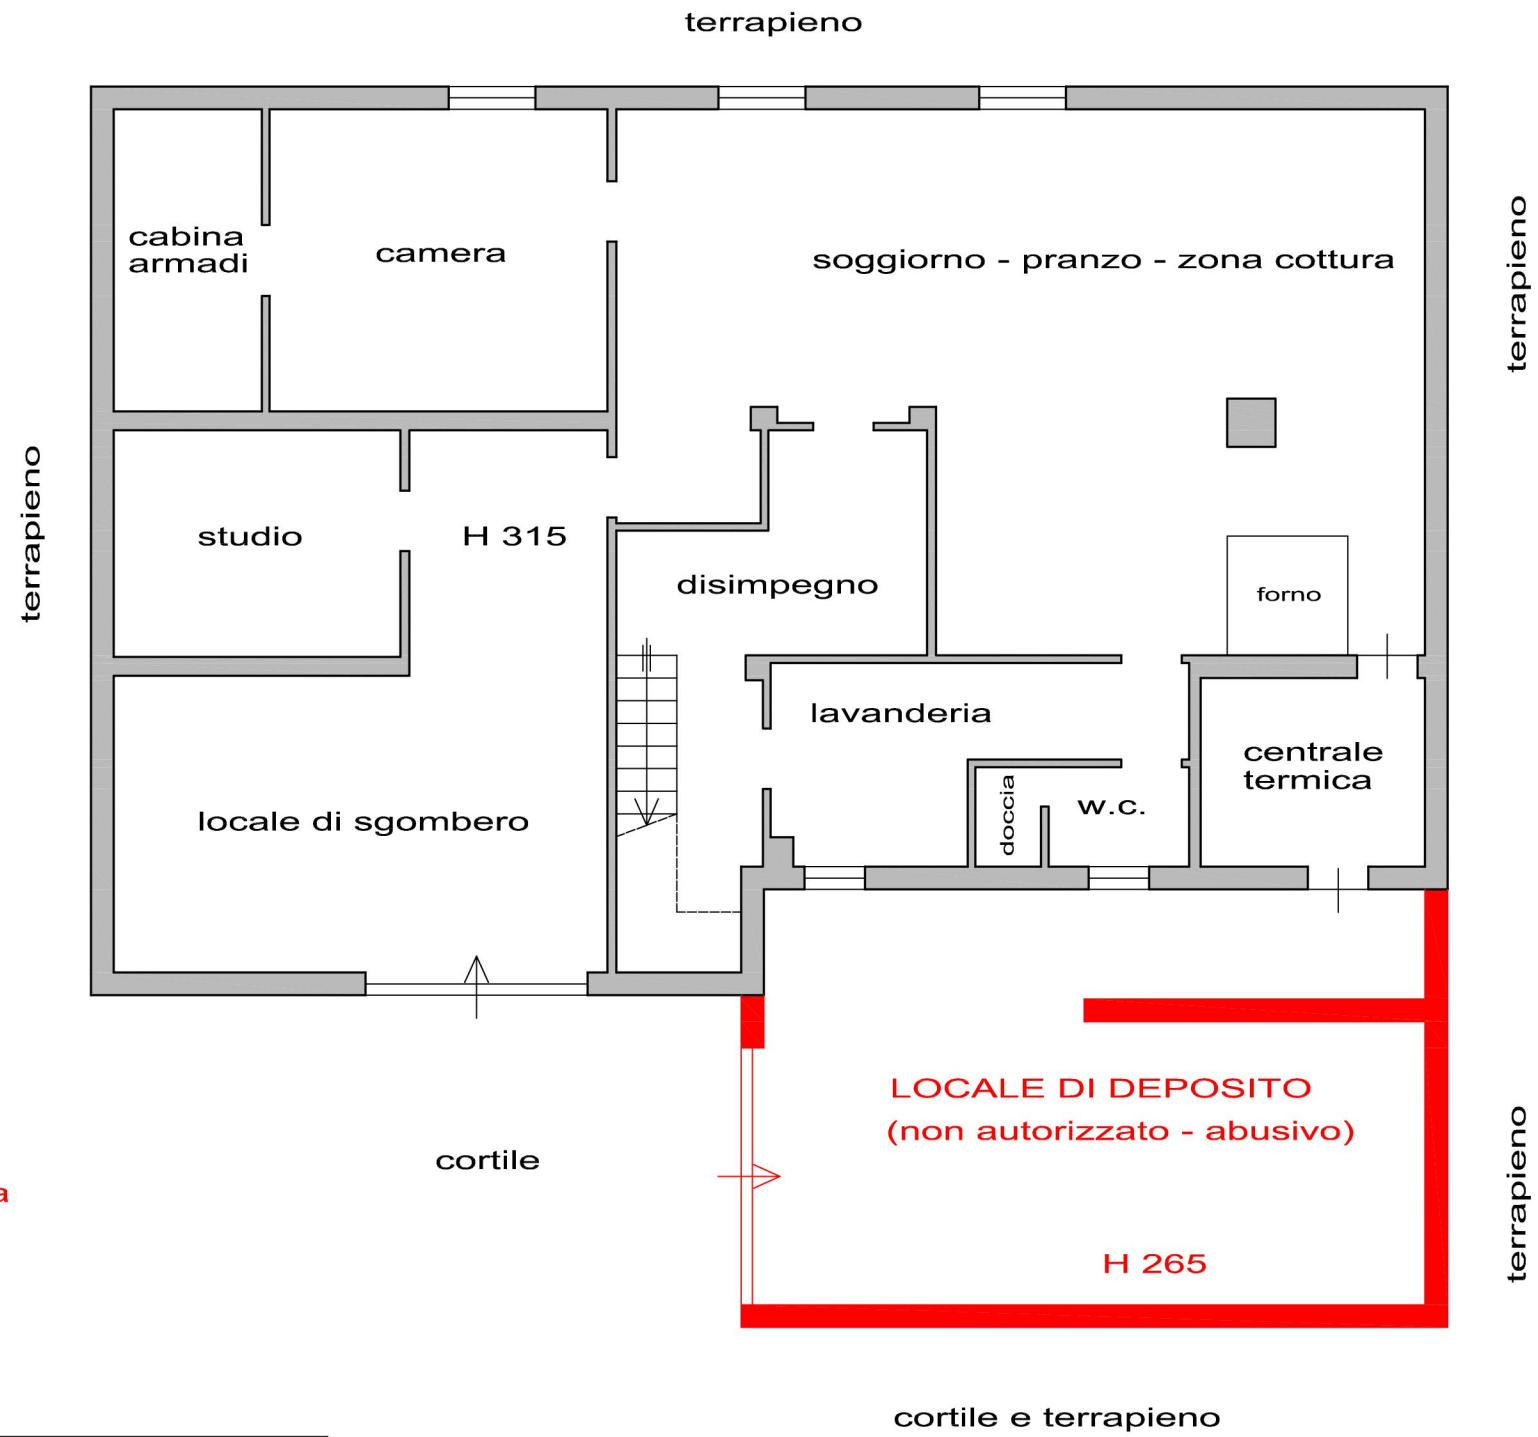 terrapieno
cabina
armadi
camera
soggiorno - pranzo - zona cottura
terrapieno
terrapieno
studio
H 315
disimpegno
forno
lavanderia
centrale
termica
doccia
w.c.
locale di sgombero
LOCALE DI DEPOSITO
(non autorizzato - abusivo)
cortile
a
H 265
terrapieno
cortile e terrapieno